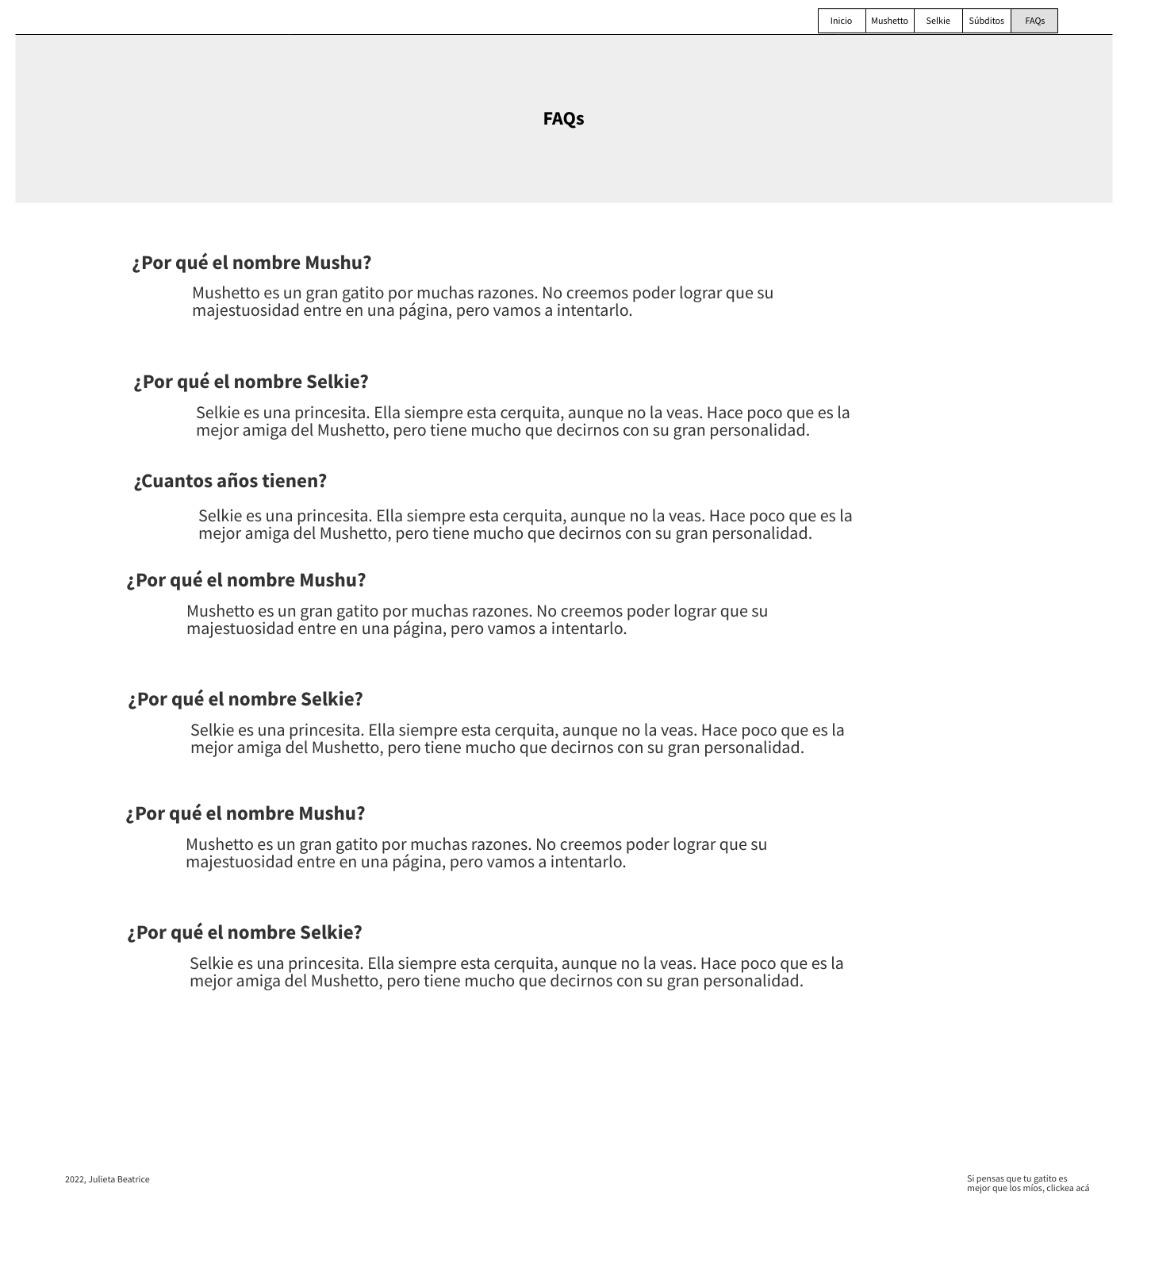 Inicio Mushetto Selkie Súbditos FAQs
FAQs
¿Por qué el nombre Mushu?
Mushetto es un gran gatito por muchas razones. No creemos poder lograr que su
majestuosidad entre en una página, pero vamos a intentarlo.
¿Por qué el nombre Selkie?
Selkie es una princesita. Ella siempre esta cerquita, aunque no la veas. Hace poco que es la
mejor amiga del Mushetto, pero tiene mucho que decirnos con su gran personalidad.
¿Cuantos años tienen?
Selkie es una princesita. Ella siempre esta cerquita, aunque no la veas. Hace poco que es la
mejor amiga del Mushetto, pero tiene mucho que decirnos con su gran personalidad.
¿Por qué el nombre Mushu?
Mushetto es un gran gatito por muchas razones. No creemos poder lograr que su
majestuosidad entre en una página, pero vamos a intentarlo.
¿Por qué el nombre Selkie?
Selkie es una princesita. Ella siempre esta cerquita, aunque no la veas. Hace poco que es la
mejor amiga del Mushetto, pero tiene mucho que decirnos con su gran personalidad.
¿Por qué el nombre Mushu?
Mushetto es un gran gatito por muchas razones. No creemos poder lograr que su
majestuosidad entre en una página, pero vamos a intentarlo.
¿Por qué el nombre Selkie?
Selkie es una princesita. Ella siempre esta cerquita, aunque no la veas. Hace poco que es la
mejor amiga del Mushetto, pero tiene mucho que decirnos con su gran personalidad.
2022, Julieta Beatrice
Si pensas que tu gatito es
mejor que los míos, clickea acá